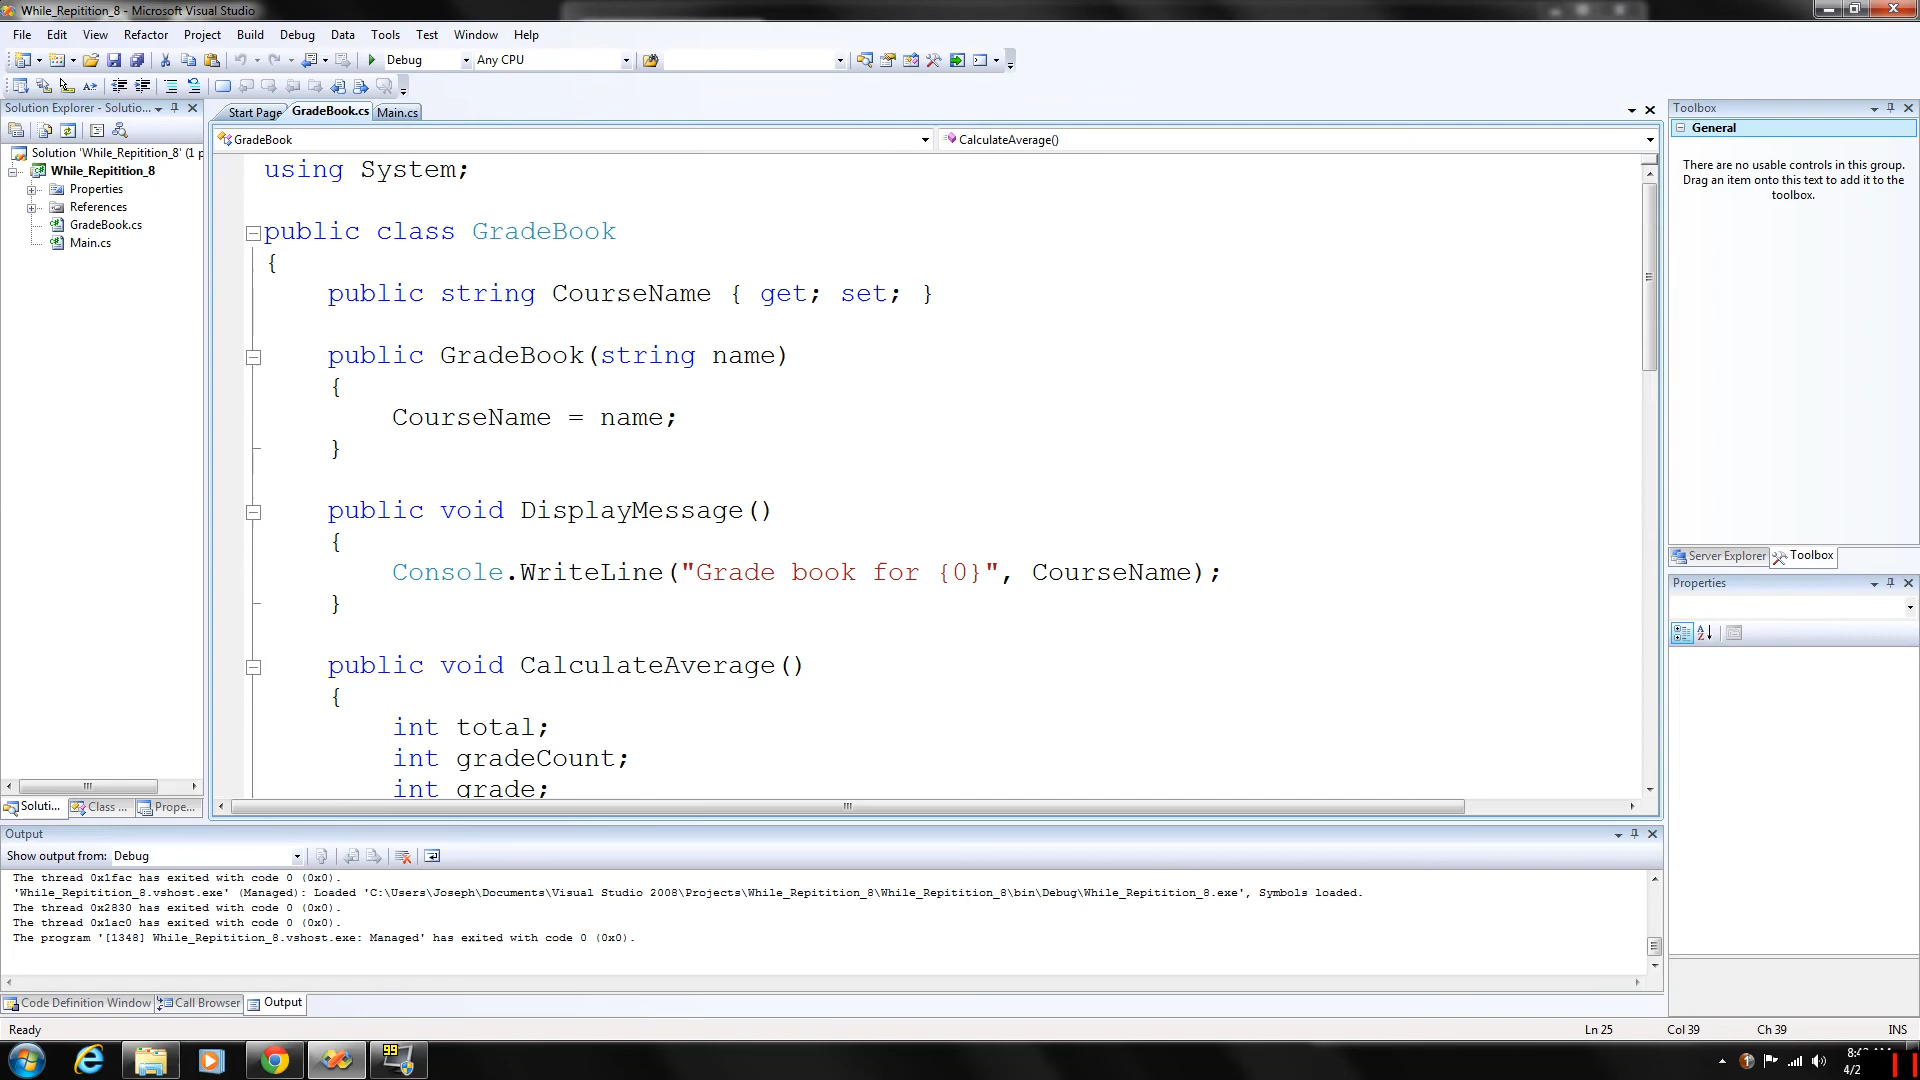 While_Repitition_8 - Microsoft Visual Studio
File Edit View Refactor Project Build Debug Data Tools Test Window Help
Debug Any CPU
Solution Explorer - Solutio...
Start Page GradeBook.cs Main.cs
Toolbox
GradeBook CalculateAverage()
General
There are no usable controls in this group. Drag an item onto this text to add it to the toolbox.
Solution 'While_Repitition_8' (1 p
While_Repitition_8
Properties
References
GradeBook.cs
Main.cs
using System;
public class GradeBook
{
public string CourseName { get; set; }
public GradeBook(string name)
{
CourseName = name;
}
public void DisplayMessage()
{
Console.WriteLine("Grade book for {0}", CourseName);
}
public void CalculateAverage()
{
int total;
int gradeCount;
int grade;
Server Explorer Toolbox
Properties
Soluti... Class ... Prope...
Output
Show output from: Debug
The thread 0x1fac has exited with code 0 (0x0).
'While_Repitition_8.vshost.exe' (Managed): Loaded 'C:\Users\Joseph\Documents\Visual Studio 2008\Projects\While_Repitition_8\While_Repitition_8\bin\Debug\While_Repitition_8.exe', Symbols loaded.
The thread 0x2830 has exited with code 0 (0x0).
The thread 0x1ac0 has exited with code 0 (0x0).
The program '[1348] While_Repitition_8.vshost.exe: Managed' has exited with code 0 (0x0).
Code Definition Window Call Browser Output
Ready Ln 25 Col 39 Ch 39 INS
99
4/2